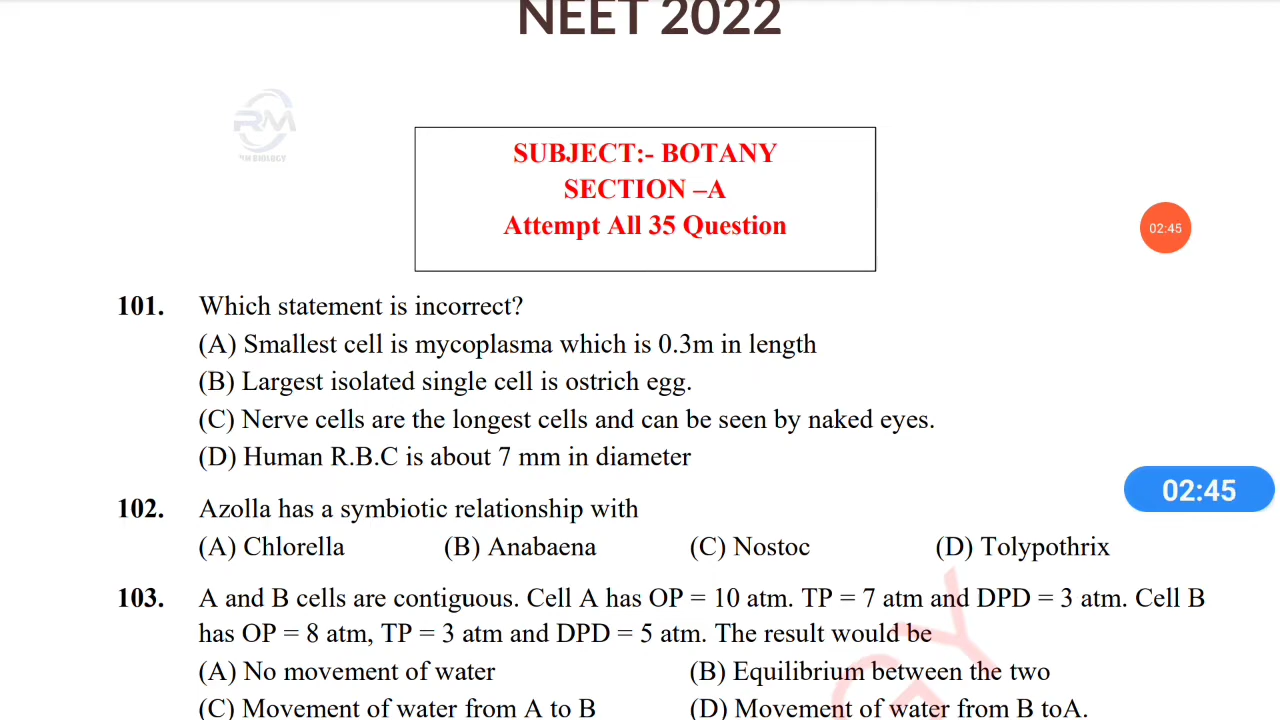 NEET 2022
RM
RM BIOLOGY
SUBJECT:- BOTANY
SECTION –A
Attempt All 35 Question
02:45
101. Which statement is incorrect?
(A) Smallest cell is mycoplasma which is 0.3m in length
(B) Largest isolated single cell is ostrich egg.
(C) Nerve cells are the longest cells and can be seen by naked eyes.
(D) Human R.B.C is about 7 mm in diameter
02:45
102. Azolla has a symbiotic relationship with
(A) Chlorella (B) Anabaena (C) Nostoc (D) Tolypothrix
103. A and B cells are contiguous. Cell A has OP = 10 atm. TP = 7 atm and DPD = 3 atm. Cell B
has OP = 8 atm, TP = 3 atm and DPD = 5 atm. The result would be
(A) No movement of water (B) Equilibrium between the two
(C) Movement of water from A to B (D) Movement of water from B toA.
GY